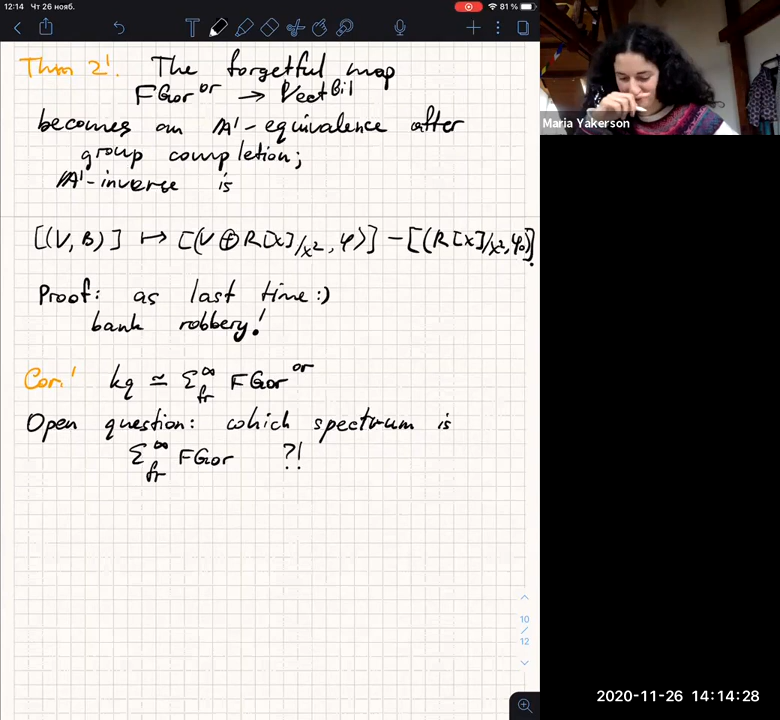 12:14 Чт 26 нояб.
81 %
Thm 2'. The forgetful map
FGor^or → Vect^Bil
becomes an A¹-equivalence after
group completion;
A¹-inverse is
[(V, B)] ↦ [(V ⊕ R[x]/x², φ)] − [(R[x]/x², φ₀)].
Proof: as last time :)
bank robbery!
Cor.' kq ≃ Σ^∞_fr FGor^or
Open question: which spectrum is
Σ^∞_fr FGor ?!
10
/
12
Maria Yakerson
2020-11-26 14:14:28